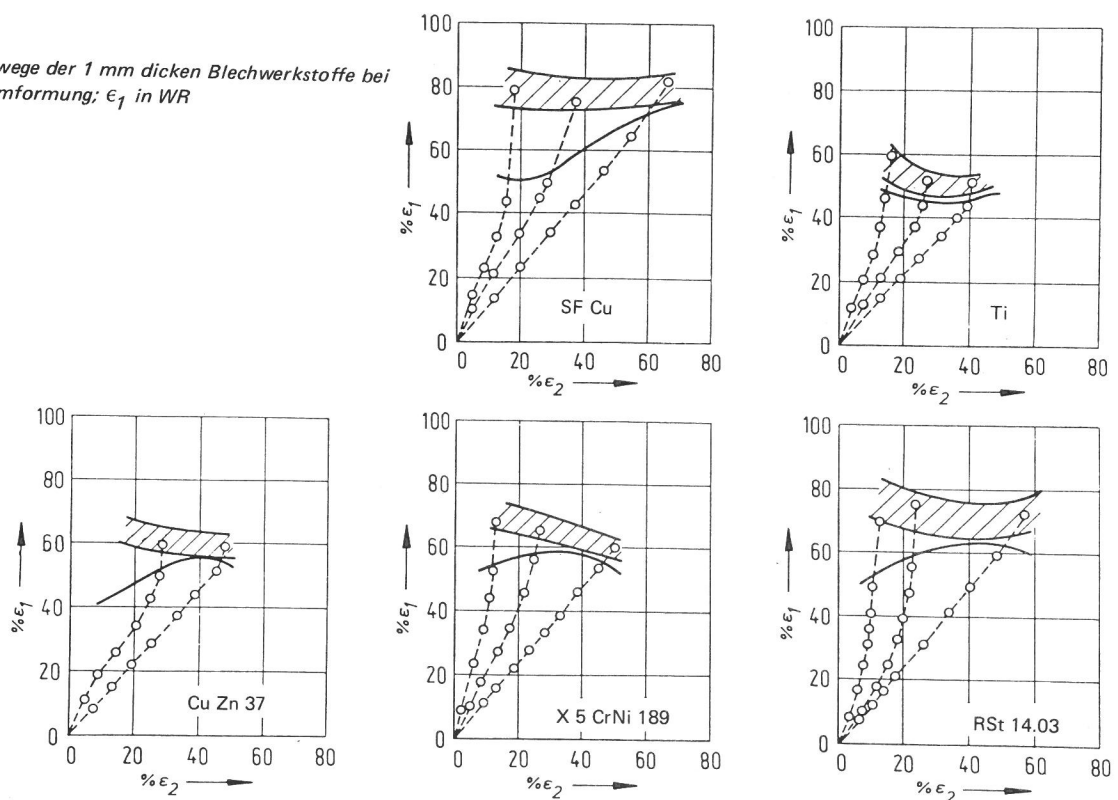 wege der 1 mm dicken Blechwerkstoffe bei
mformung; ϵ₁ in WR
100
80
60
40
20
0
%ε₁
0 20 40 60 80
%ε₂
SF Cu
100
80
60
40
20
0
%ε₁
0 20 40 60 80
%ε₂
Ti
100
80
60
40
20
0
%ε₁
0 20 40 60 80
%ε₂
Cu Zn 37
100
80
60
40
20
0
%ε₁
0 20 40 60 80
%ε₂
X 5 CrNi 189
100
80
60
40
20
0
%ε₁
0 20 40 60 80
%ε₂
RSt 14.03